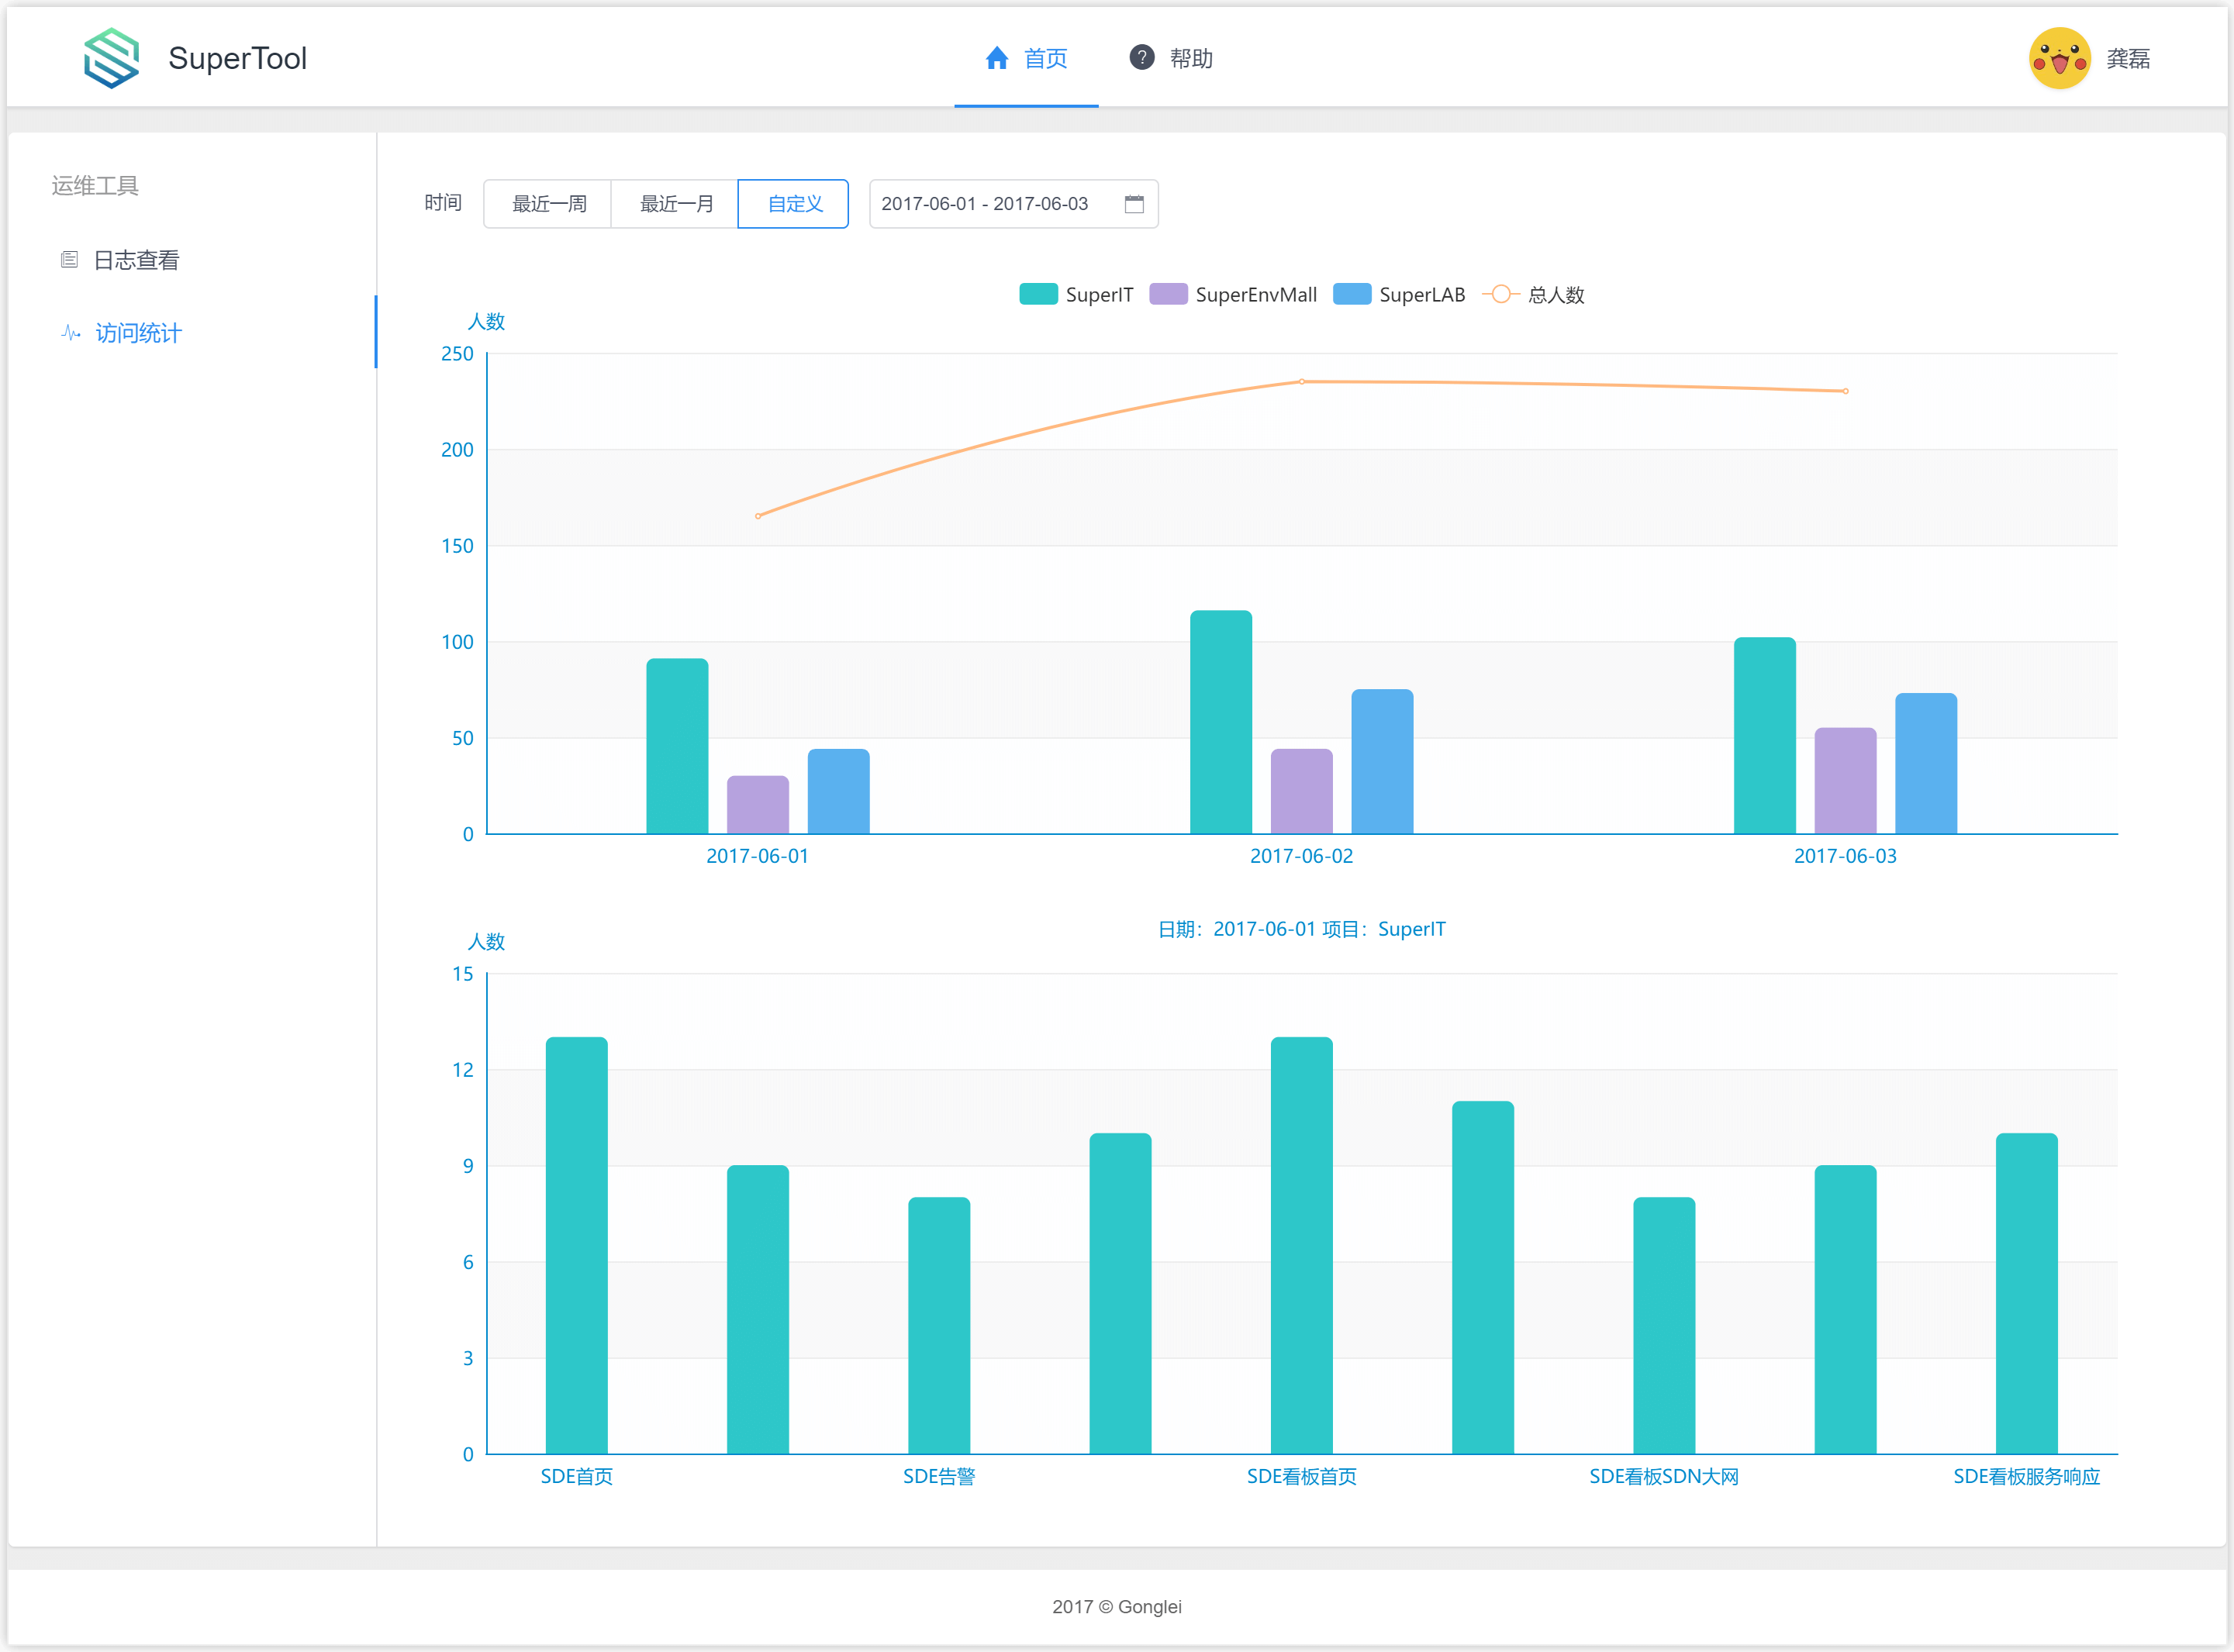 SuperTool
首页
帮助
龚磊
运维工具
日志查看
访问统计
时间
最近一周
最近一月
自定义
2017-06-01 - 2017-06-03
SuperIT
SuperEnvMall
SuperLAB
总人数
人数
250
200
150
100
50
0
2017-06-01
2017-06-02
2017-06-03
日期：2017-06-01 项目：SuperIT
人数
15
12
9
6
3
0
SDE首页
SDE告警
SDE看板首页
SDE看板SDN大网
SDE看板服务响应
2017 © Gonglei